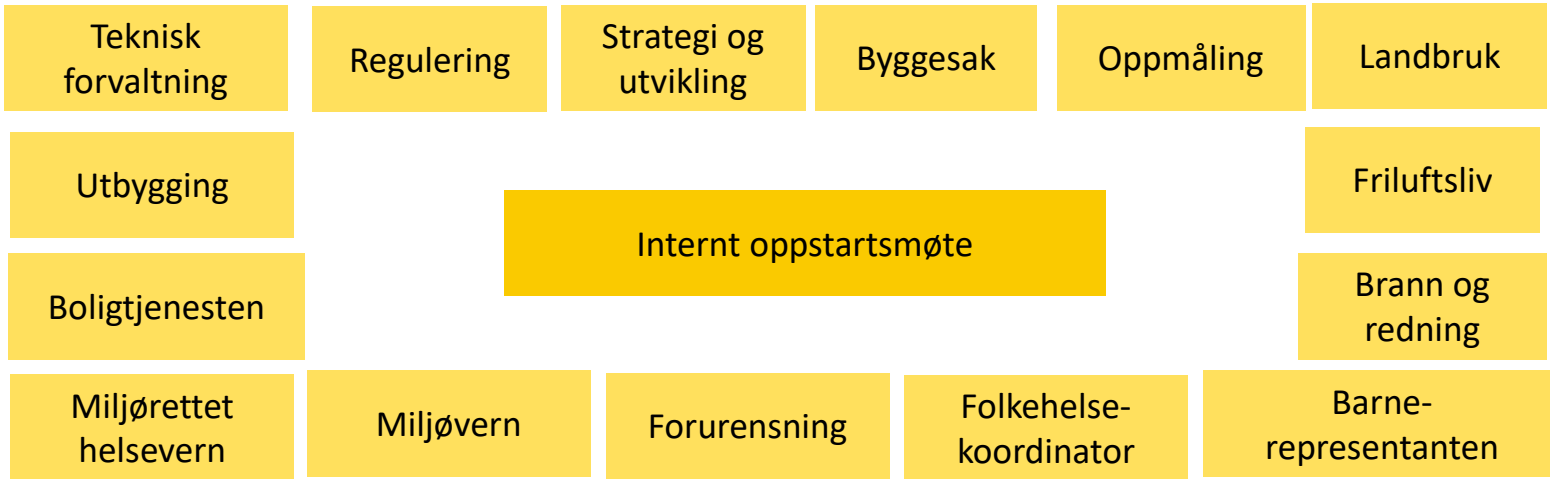 Teknisk
forvaltning
Regulering
Strategi og
utvikling
Byggesak
Oppmåling
Landbruk
Utbygging
Friluftsliv
Internt oppstartsmøte
Boligtjenesten
Brann og
redning
Miljørettet
helsevern
Miljøvern
Forurensning
Folkehelse-
koordinator
Barne-
representanten